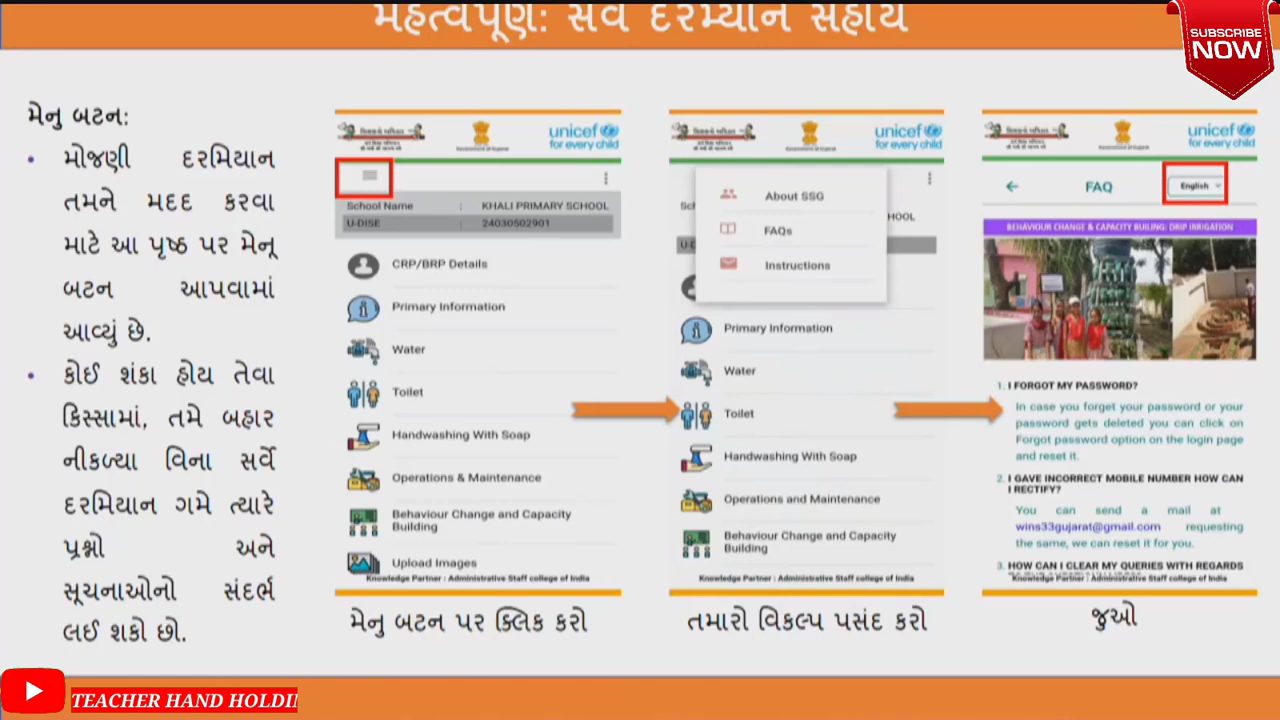 મહત્વપૂર્ણ: સર્વે દરમ્યાન સહાય
SUBSCRIBE
NOW
મેનુ બટન:
• મોજણી દરમિયાન
તમને મદદ કરવા
માટે આ પૃષ્ઠ પર મેનૂ
બટન આપવામાં
આવ્યું છે.
• કોઈ શંકા હોય તેવા
કિસ્સામાં, તમે બહાર
નીકળ્યા વિના સર્વે
દરમિયાન ગમે ત્યારે
પ્રશ્નો અને
સૂચનાઓનો સંદર્ભ
લઈ શકો છો.
unicef
for every child
School Name : KHALI PRIMARY SCHOOL
U-DISE : 24030502901
CRP/BRP Details
Primary Information
Water
Toilet
Handwashing With Soap
Operations & Maintenance
Behaviour Change and Capacity
Building
Upload Images
Knowledge Partner : Administrative Staff college of India
મેનુ બટન પર ક્લિક કરો
unicef
for every child
About SSG
FAQs
Instructions
Primary Information
Water
Toilet
Handwashing With Soap
Operations and Maintenance
Behaviour Change and Capacity
Building
Knowledge Partner : Administrative Staff college of India
તમારો વિકલ્પ પસંદ કરો
unicef
for every child
FAQ
English
BEHAVIOUR CHANGE & CAPACITY BUILING: DRIP IRRIGATION
1. I FORGOT MY PASSWORD?
In case you forget your password or your
password gets deleted you can click on
Forgot password option on the login page
and reset it.
2. I GAVE INCORRECT MOBILE NUMBER HOW CAN
I RECTIFY?
You can send a mail at
wins33gujarat@gmail.com requesting
the same, we can reset it for you.
3. HOW CAN I CLEAR MY QUERIES WITH REGARDS
Knowledge Partner : Administrative Staff college of India
જુઓ
TEACHER HAND HOLDI